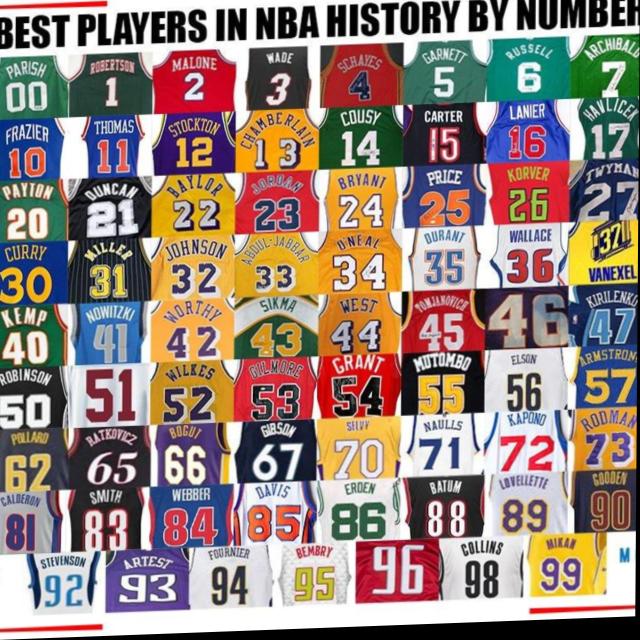 BEST PLAYERS IN NBA HISTORY BY NUMBER
PARISH ROBERTSON MALONE WADE SCHAYES GARNETT RUSSELL ARCHIBALD
00 1 2 3 4 5 6 7
FRAZIER THOMAS STOCKTON CHAMBERLAIN COUSY CARTER LANIER HAVLICEK
10 11 12 13 14 15 16 17
PAYTON DUNCAN BAYLOR JORDAN BRYANT PRICE KORVER TWYMAN
20 21 22 23 24 25 26 27
CURRY MILLER JOHNSON ABDUL-JABBAR O'NEAL DURANT WALLACE 37
30 31 32 33 34 35 36 VANEXEL
KEMP NOWITZKI WORTHY SIKMA WEST TOMJANOVICH KIRILENKO
40 41 42 43 44 45 46 47
ROBINSON WILKES GILMORE GRANT MUTOMBO ELSON ARMSTRONG
50 51 52 53 54 55 56 57
POLLARD RATKOVICZ BOGUT GIBSON SELVY NAULLS KAPONO RODMAN
62 65 66 67 70 71 72 73
CALDERON SMITH WEBBER DAVIS ERDEN BATUM LOVELLETTE GOODEN
81 83 84 85 86 88 89 90
STEVENSON ARTEST FOURNIER BEMBRY COLLINS MIKAN M
92 93 94 95 96 98 99